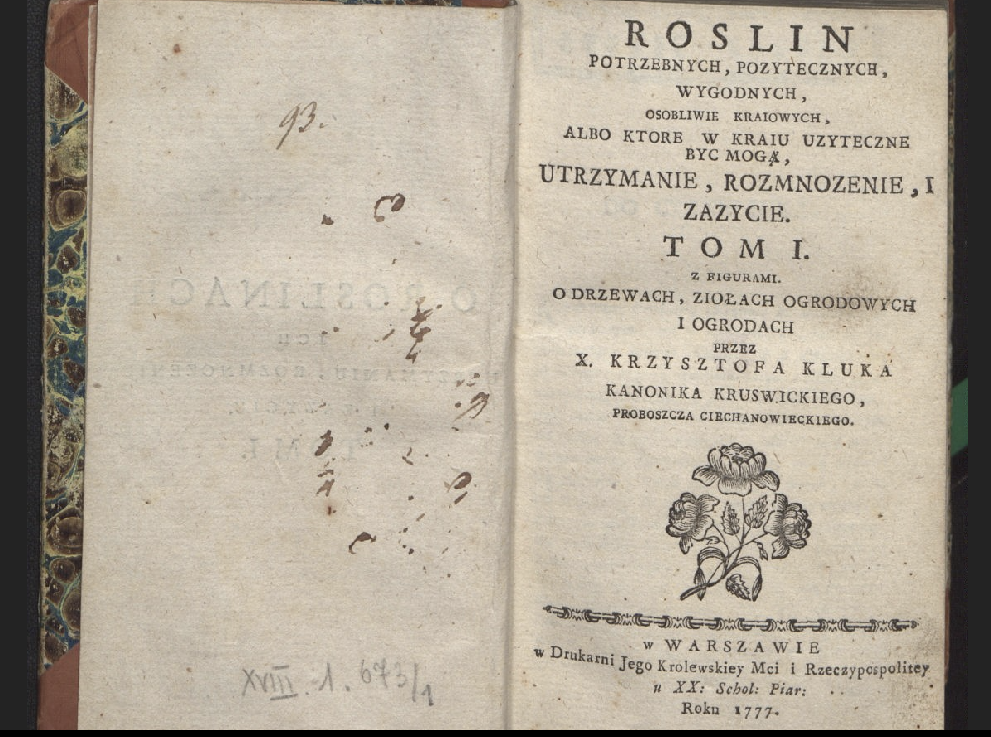 93.
XVIII-1. 673/1
ROSLIN
POTRZEBNYCH, POZYTECZNYCH,
WYGODNYCH,
OSOBLIWIE KRAIOWYCH,
ALBO KTORE W KRAIU UZYTECZNE
BYC MOGĄ,
UTRZYMANIE, ROZMNOZENIE, I
ZAZYCIE.
TOM I.
Z FIGURAMI.
O DRZEWACH, ZIOŁACH OGRODOWYCH
I OGRODACH
PRZEZ
X. KRZYSZTOFA KLUKA
KANONIKA KRUSWICKIEGO,
PROBOSZCZA CIECHANOWIECKIEGO.
w WARSZAWIE
w Drukarni Jego Krolewskiey Mci i Rzeczypospolitey
u XX: Schol: Piar:
Roku 1777.